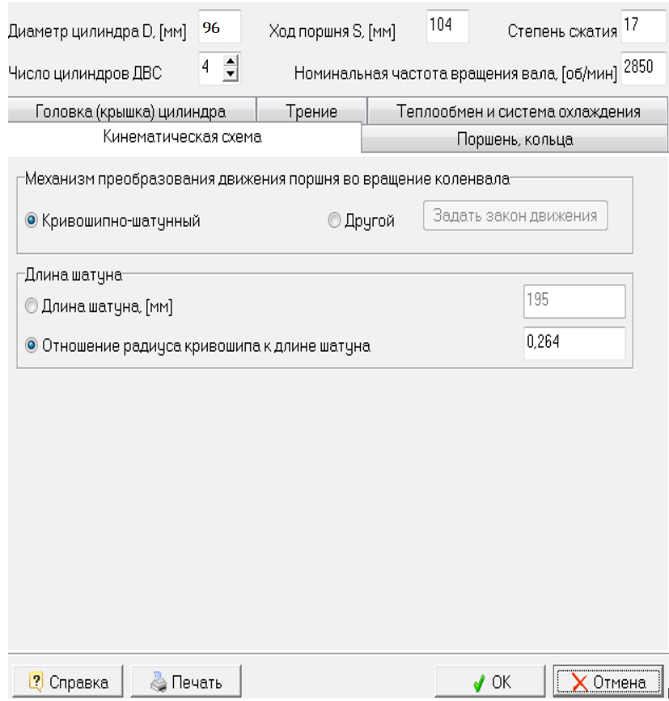 Диаметр цилиндра D, [мм] 96 Ход поршня S, [мм] 104 Степень сжатия 17
Число цилиндров ДВС 4 Номинальная частота вращения вала, [об/мин] 2850
Головка (крышка) цилиндра Трение Теплообмен и система охлаждения
Кинематическая схема Поршень, кольца
Механизм преобразования движения поршня во вращение коленвала
Кривошипно-шатунный Другой Задать закон движения
Длина шатуна
Длина шатуна, [мм] 195
Отношение радиуса кривошипа к длине шатуна 0,264
Справка Печать OK Отмена